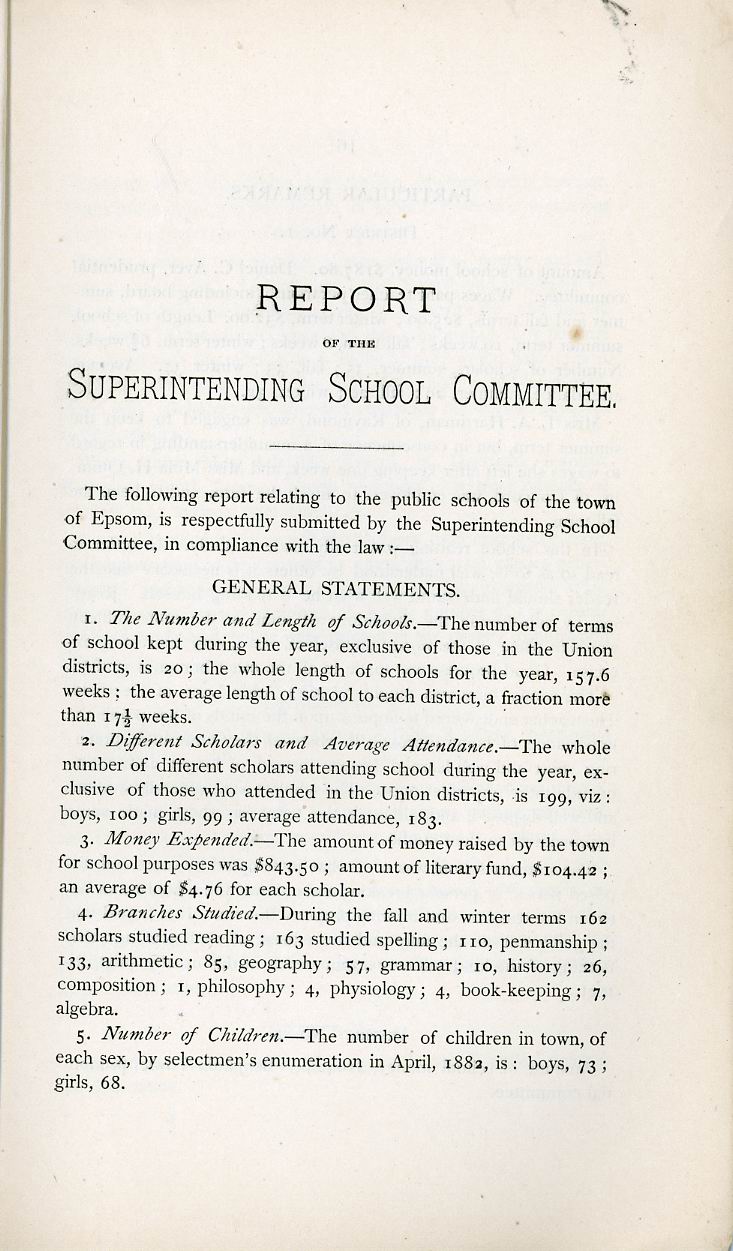 REPORT
OF THE
SUPERINTENDING SCHOOL COMMITTEE.
The following report relating to the public schools of the town
of Epsom, is respectfully submitted by the Superintending School
Committee, in compliance with the law :—
GENERAL STATEMENTS.
1. The Number and Length of Schools.—The number of terms
of school kept during the year, exclusive of those in the Union
districts, is 20 ; the whole length of schools for the year, 157.6
weeks ; the average length of school to each district, a fraction more
than 17½ weeks.
2. Different Scholars and Average Attendance.—The whole
number of different scholars attending school during the year, ex-
clusive of those who attended in the Union districts, is 199, viz :
boys, 100 ; girls, 99 ; average attendance, 183.
3. Money Expended.—The amount of money raised by the town
for school purposes was $843.50 ; amount of literary fund, $104.42 ;
an average of $4.76 for each scholar.
4. Branches Studied.—During the fall and winter terms 162
scholars studied reading ; 163 studied spelling ; 110, penmanship ;
133, arithmetic ; 85, geography ; 57, grammar ; 10, history ; 26,
composition ; 1, philosophy ; 4, physiology ; 4, book-keeping ; 7,
algebra.
5. Number of Children.—The number of children in town, of
each sex, by selectmen's enumeration in April, 1882, is : boys, 73 ;
girls, 68.